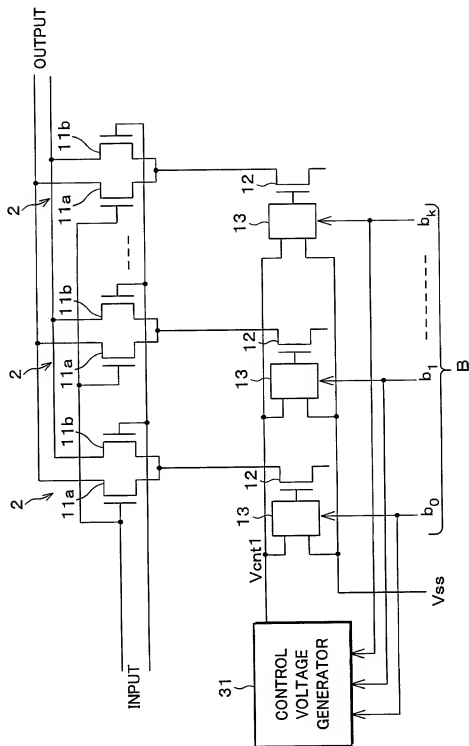 OUTPUT
2
2
2
11a
11b
11a
11b
11a
11b
INPUT
12
12
12
13
13
13
Vcnt1
31
CONTROL
VOLTAGE
GENERATOR
Vss
b0
b1
bk
B